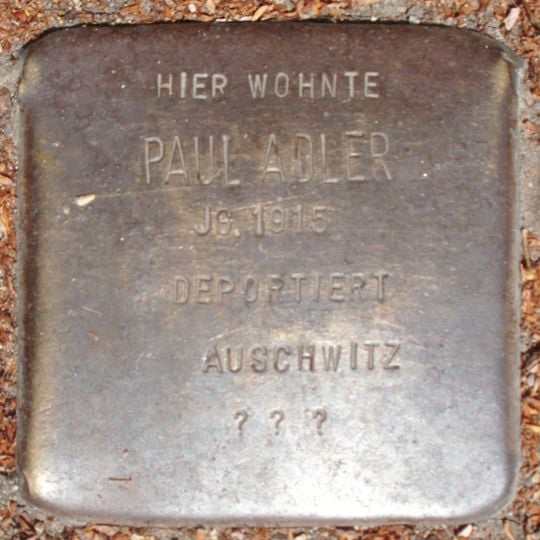 HIER WOHNTE
PAUL ADLER
JG. 1915
DEPORTIERT
AUSCHWITZ
? ? ?